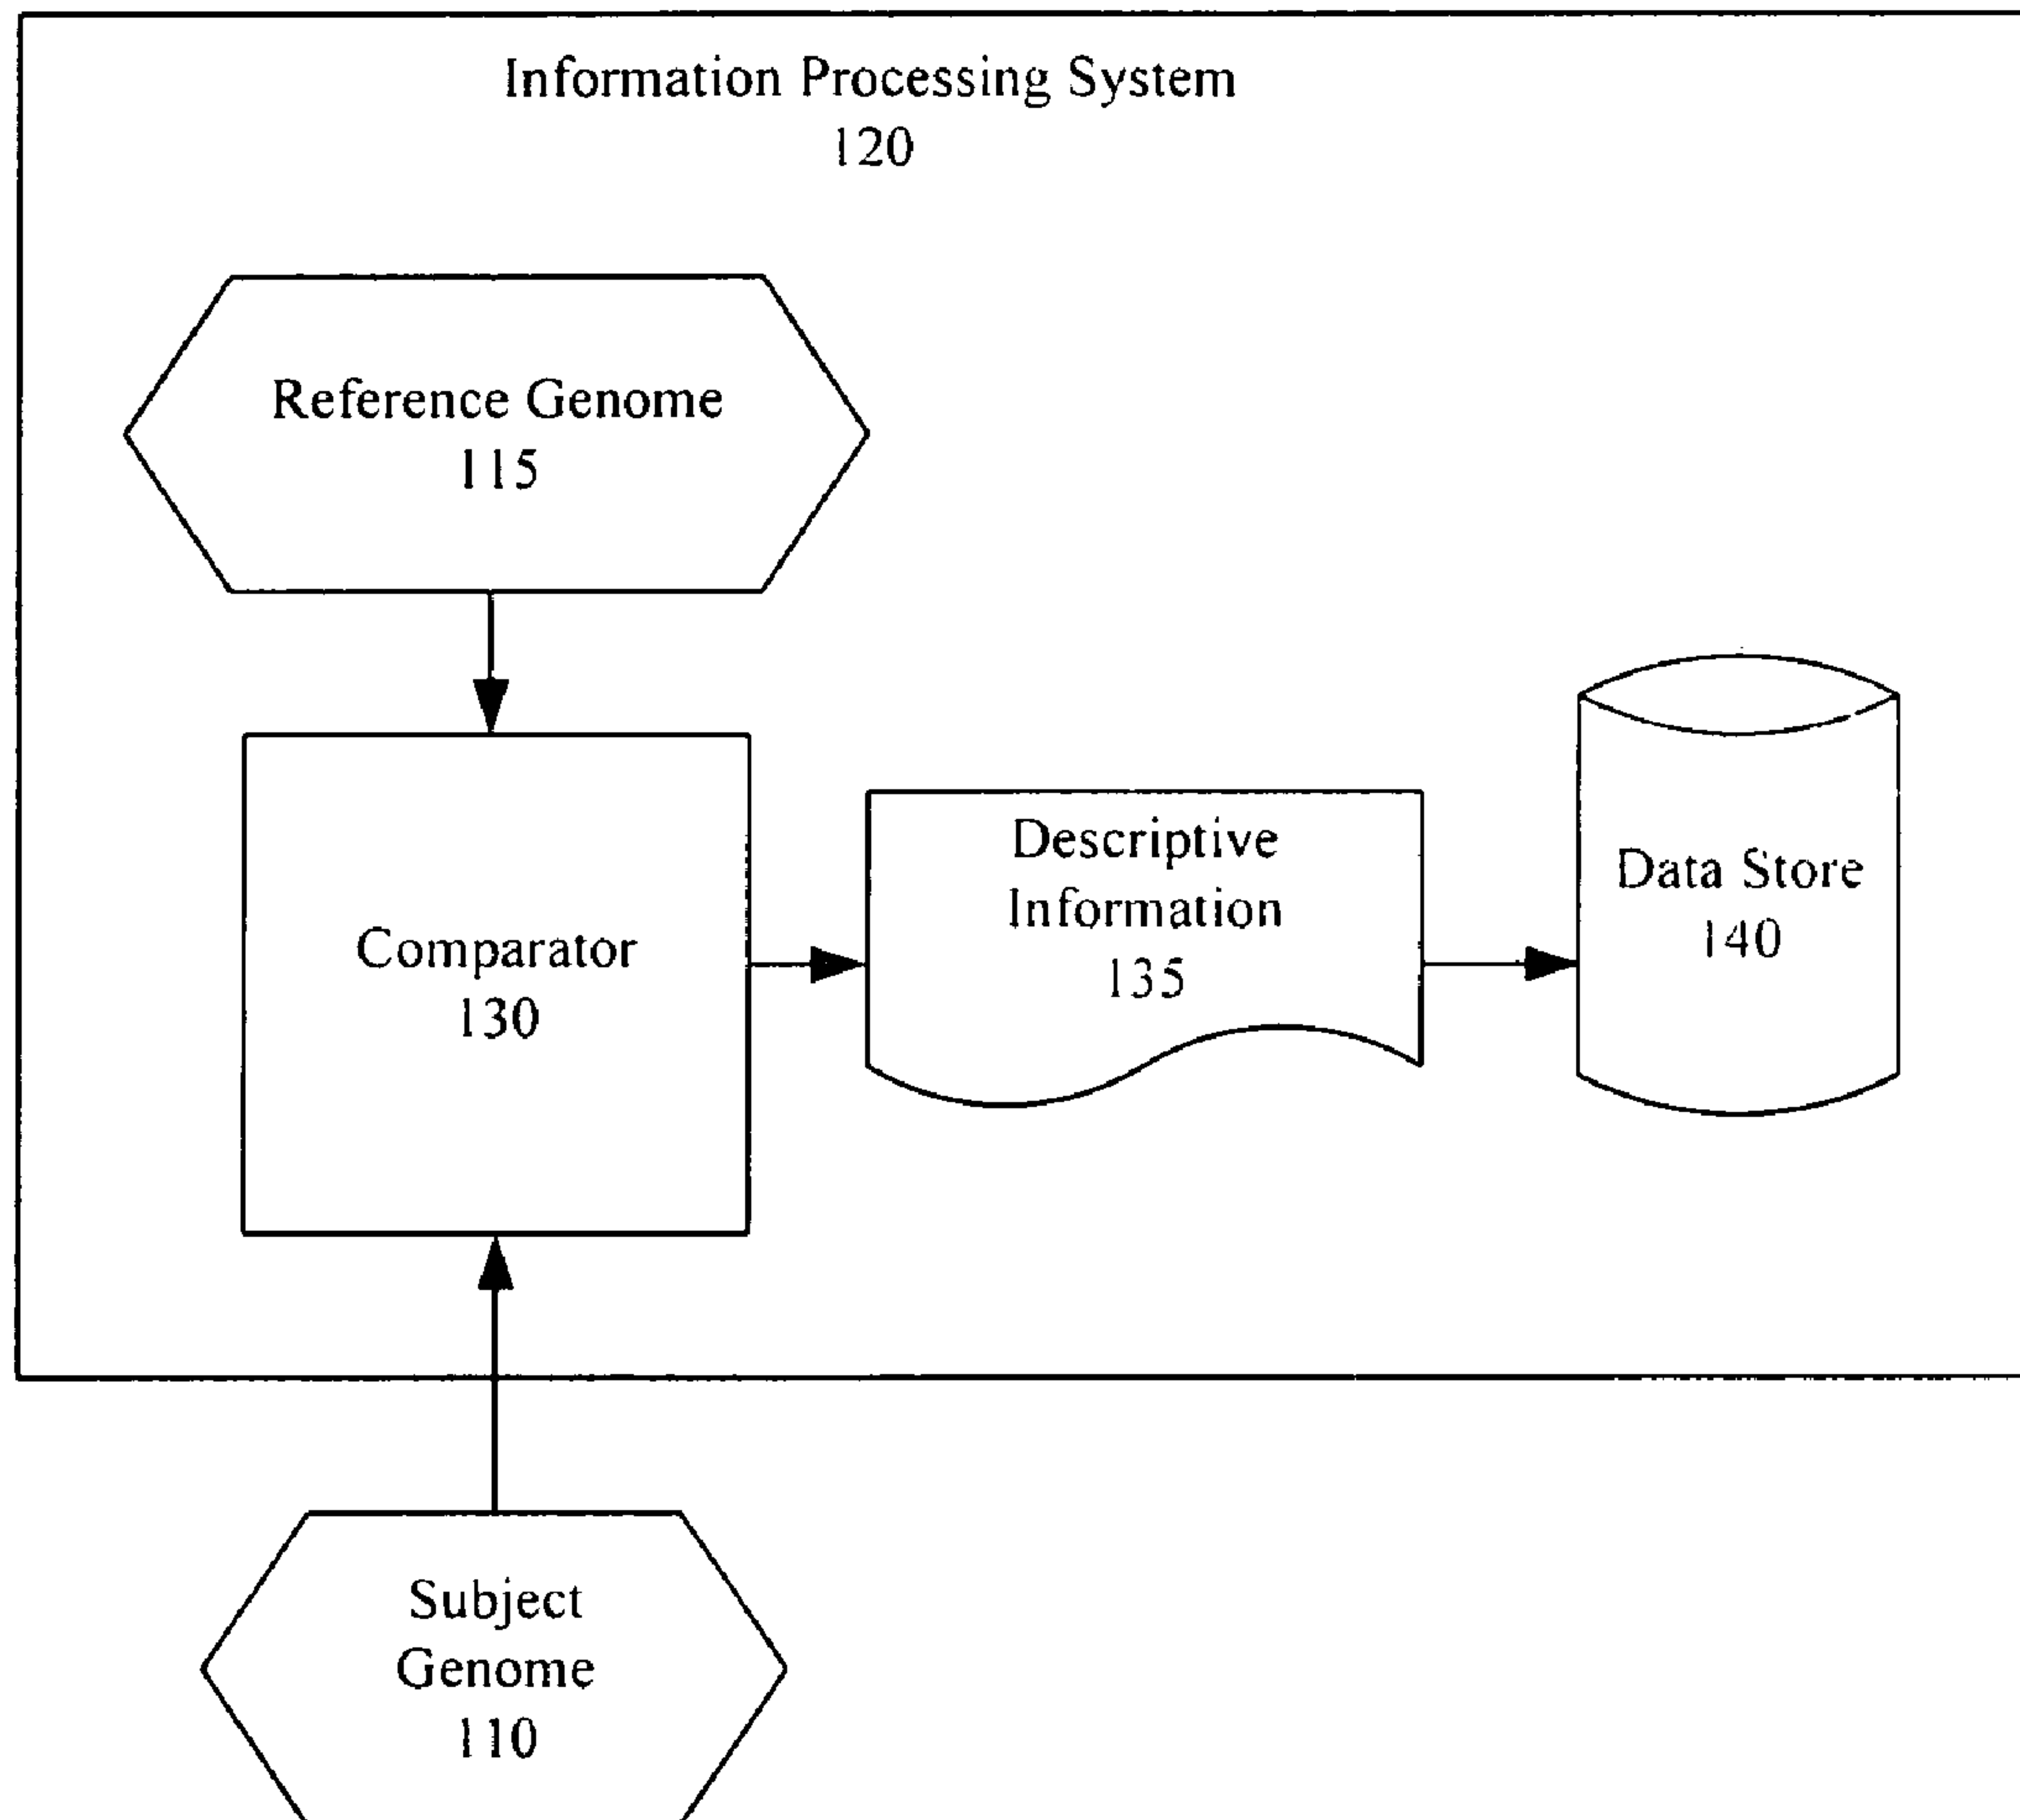 Information Processing System
120
Reference Genome
115
Comparator
130
Descriptive
Information
135
Data Store
140
Subject
Genome
110